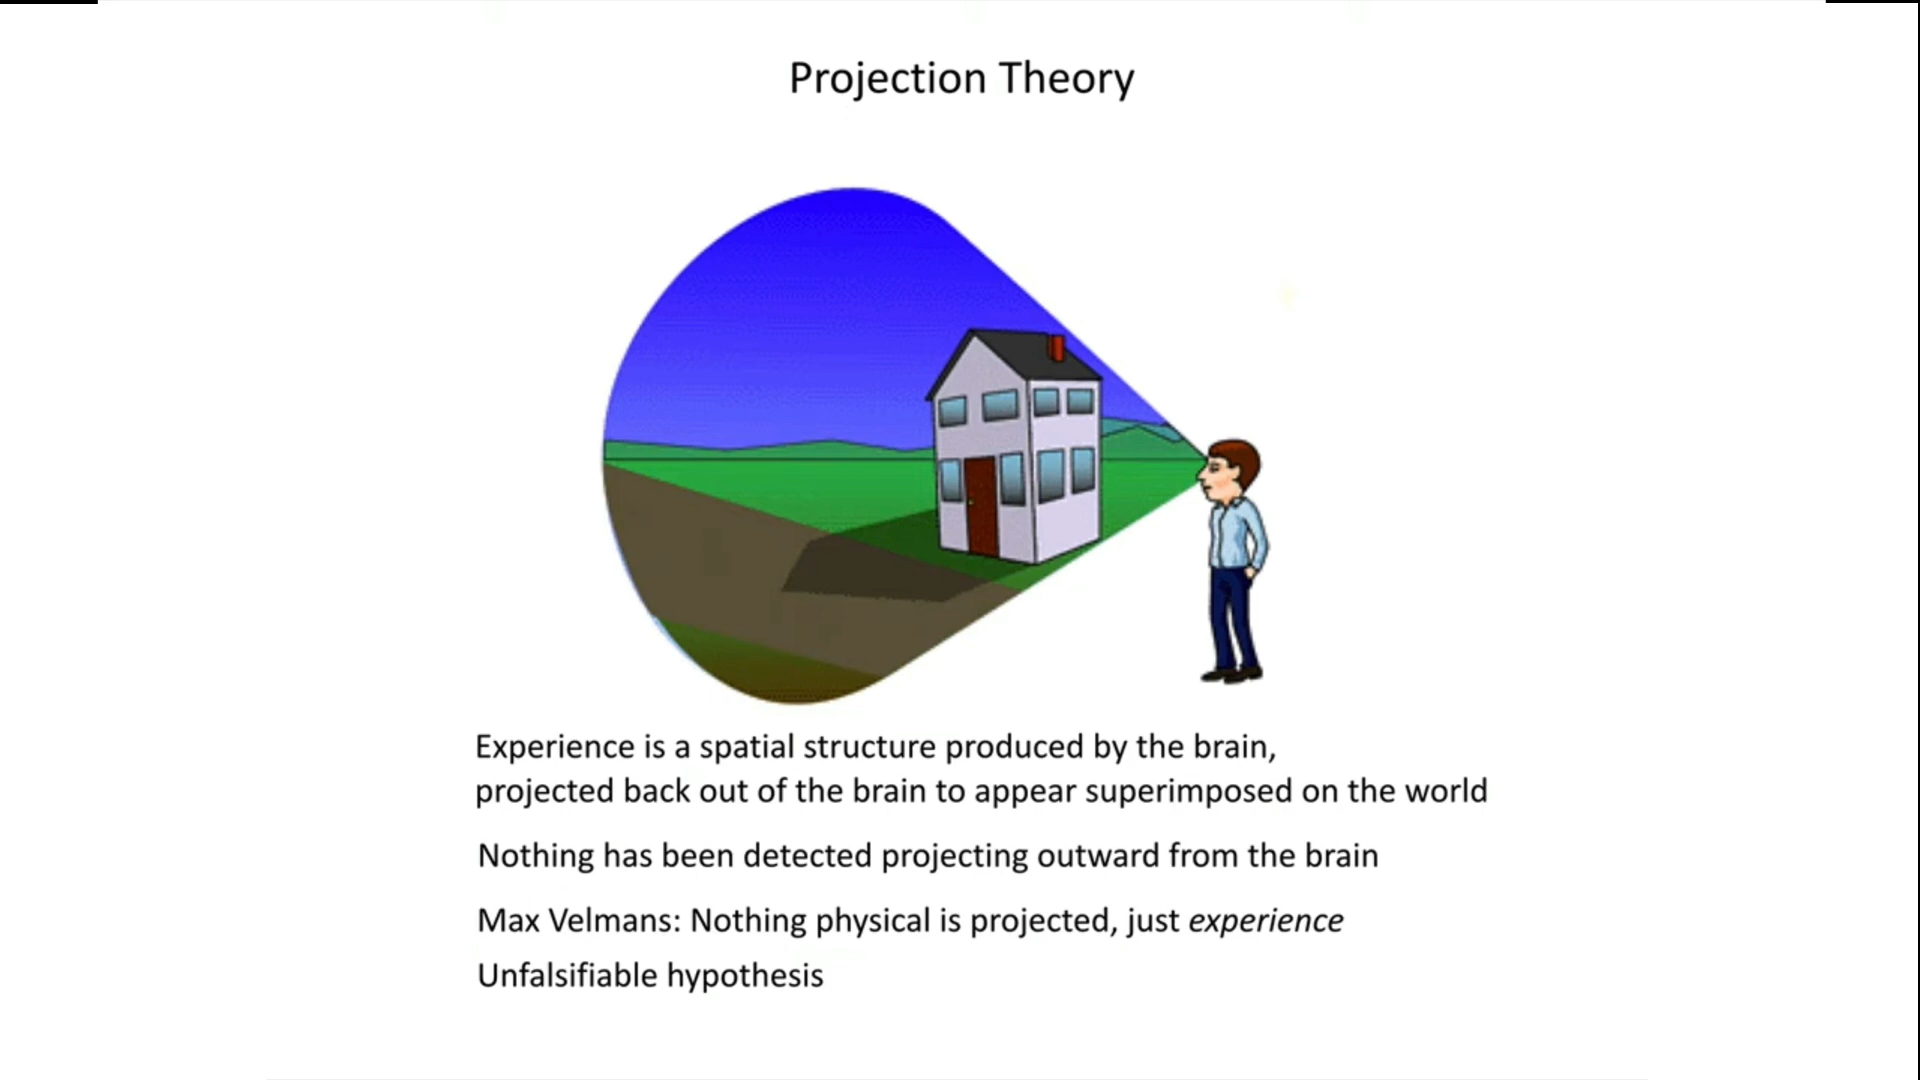 Projection Theory
Experience is a spatial structure produced by the brain,
projected back out of the brain to appear superimposed on the world
Nothing has been detected projecting outward from the brain
Max Velmans: Nothing physical is projected, just experience
Unfalsifiable hypothesis